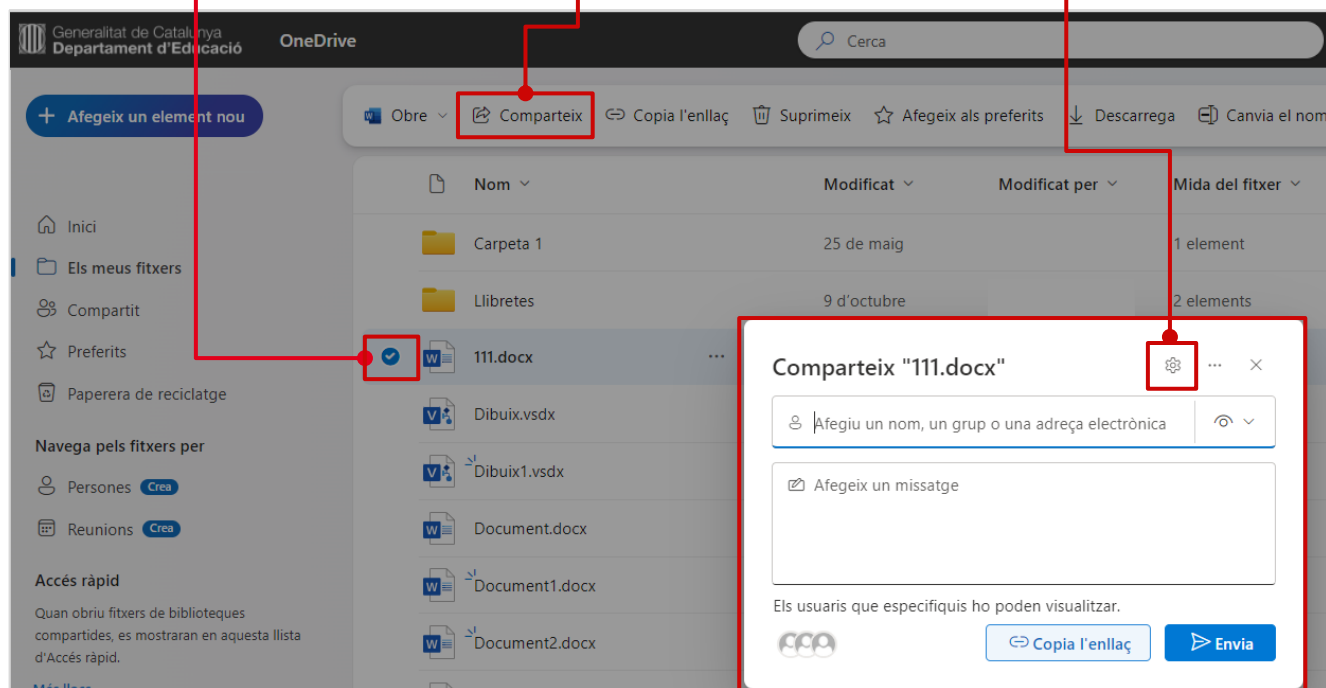 Generalitat de Catalunya
Departament d'Educació
OneDrive
Cerca
Afegeix un element nou
Obre
Comparteix
Copia l'enllaç
Suprimeix
Afegeix als preferits
Descarrega
Canvia el nom
Nom
Modificat
Modificat per
Mida del fitxer
Inici
Els meus fitxers
Compartit
Preferits
Paperera de reciclatge
Navega pels fitxers per
Persones Crea
Reunions Crea
Accés ràpid
Quan obriu fitxers de biblioteques
compartides, es mostraran en aquesta llista
d'Accés ràpid.
Carpeta 1
25 de maig
1 element
Llibretes
9 d'octubre
2 elements
111.docx
Dibuix.vsdx
Dibuix1.vsdx
Document.docx
Document1.docx
Document2.docx
Comparteix "111.docx"
Afegiu un nom, un grup o una adreça electrònica
Afegeix un missatge
Els usuaris que especifiquis ho poden visualitzar.
Copia l'enllaç
Envia